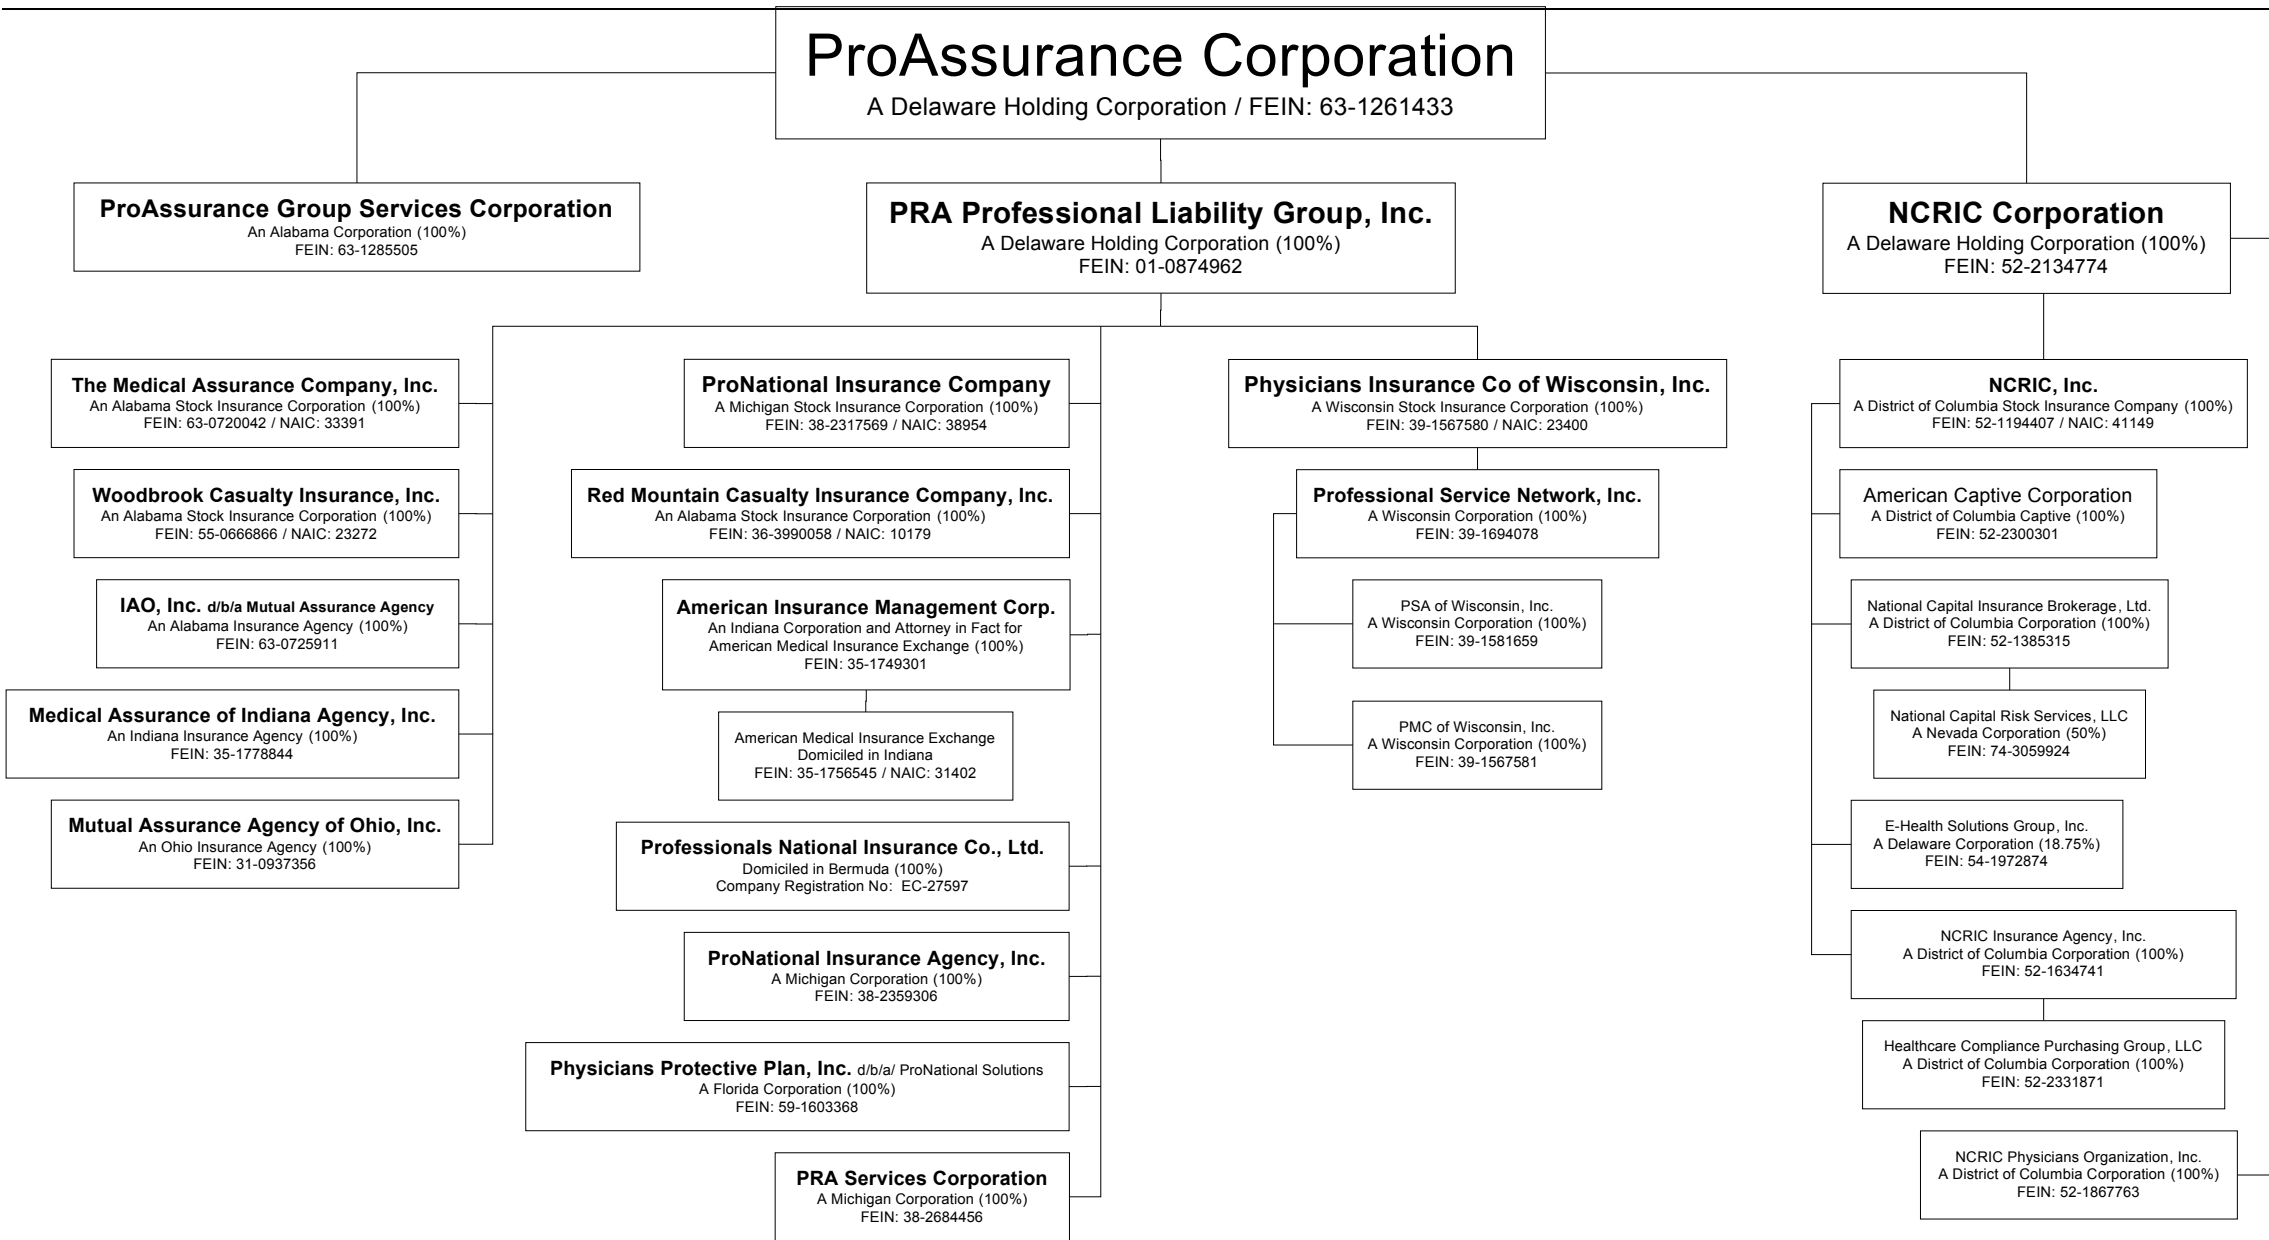 ProAssurance Corporation
A Delaware Holding Corporation / FEIN: 63-1261433
ProAssurance Group Services Corporation
An Alabama Corporation (100%)
FEIN: 63-1285505
PRA Professional Liability Group, Inc.
A Delaware Holding Corporation (100%)
FEIN: 01-0874962
NCRIC Corporation
A Delaware Holding Corporation (100%)
FEIN: 52-2134774
The Medical Assurance Company, Inc.
An Alabama Stock Insurance Corporation (100%)
FEIN: 63-0720042 / NAIC: 33391
Woodbrook Casualty Insurance, Inc.
An Alabama Stock Insurance Corporation (100%)
FEIN: 55-0666866 / NAIC: 23272
IAO, Inc. d/b/a Mutual Assurance Agency
An Alabama Insurance Agency (100%)
FEIN: 63-0725911
Medical Assurance of Indiana Agency, Inc.
An Indiana Insurance Agency (100%)
FEIN: 35-1778844
Mutual Assurance Agency of Ohio, Inc.
An Ohio Insurance Agency (100%)
FEIN: 31-0937356
ProNational Insurance Company
A Michigan Stock Insurance Corporation (100%)
FEIN: 38-2317569 / NAIC: 38954
Red Mountain Casualty Insurance Company, Inc.
An Alabama Stock Insurance Corporation (100%)
FEIN: 36-3990058 / NAIC: 10179
American Insurance Management Corp.
An Indiana Corporation and Attorney in Fact for
American Medical Insurance Exchange (100%)
FEIN: 35-1749301
American Medical Insurance Exchange
Domiciled in Indiana
FEIN: 35-1756545 / NAIC: 31402
Professionals National Insurance Co., Ltd.
Domiciled in Bermuda (100%)
Company Registration No: EC-27597
ProNational Insurance Agency, Inc.
A Michigan Corporation (100%)
FEIN: 38-2359306
Physicians Protective Plan, Inc. d/b/a/ ProNational Solutions
A Florida Corporation (100%)
FEIN: 59-1603368
PRA Services Corporation
A Michigan Corporation (100%)
FEIN: 38-2684456
Physicians Insurance Co of Wisconsin, Inc.
A Wisconsin Stock Insurance Corporation (100%)
FEIN: 39-1567580 / NAIC: 23400
Professional Service Network, Inc.
A Wisconsin Corporation (100%)
FEIN: 39-1694078
PSA of Wisconsin, Inc.
A Wisconsin Corporation (100%)
FEIN: 39-1581659
PMC of Wisconsin, Inc.
A Wisconsin Corporation (100%)
FEIN: 39-1567581
NCRIC, Inc.
A District of Columbia Stock Insurance Company (100%)
FEIN: 52-1194407 / NAIC: 41149
American Captive Corporation
A District of Columbia Captive (100%)
FEIN: 52-2300301
National Capital Insurance Brokerage, Ltd.
A District of Columbia Corporation (100%)
FEIN: 52-1385315
National Capital Risk Services, LLC
A Nevada Corporation (50%)
FEIN: 74-3059924
E-Health Solutions Group, Inc.
A Delaware Corporation (18.75%)
FEIN: 54-1972874
NCRIC Insurance Agency, Inc.
A District of Columbia Corporation (100%)
FEIN: 52-1634741
Healthcare Compliance Purchasing Group, LLC
A District of Columbia Corporation (100%)
FEIN: 52-2331871
NCRIC Physicians Organization, Inc.
A District of Columbia Corporation (100%)
FEIN: 52-1867763